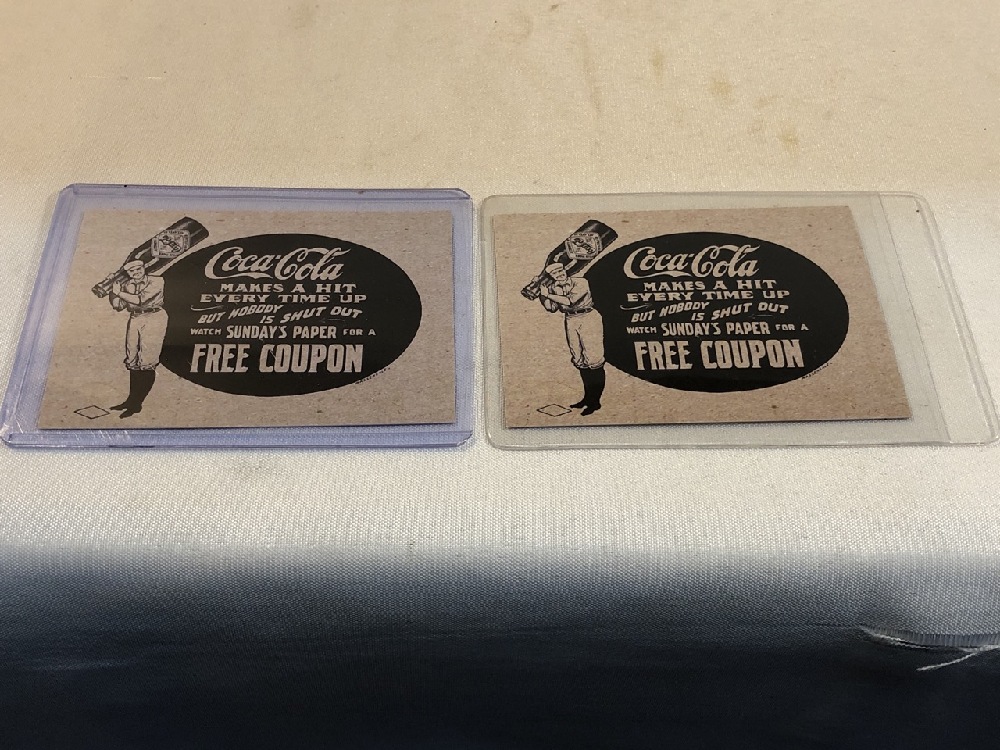 Coca-Cola
MAKES A HIT
EVERY TIME UP
BUT NOBODY
IS SHUT OUT
WATCH SUNDAY'S PAPER FOR A
FREE COUPON
Coca-Cola
MAKES A HIT
EVERY TIME UP
BUT NOBODY
IS SHUT OUT
WATCH SUNDAY'S PAPER FOR A
FREE COUPON